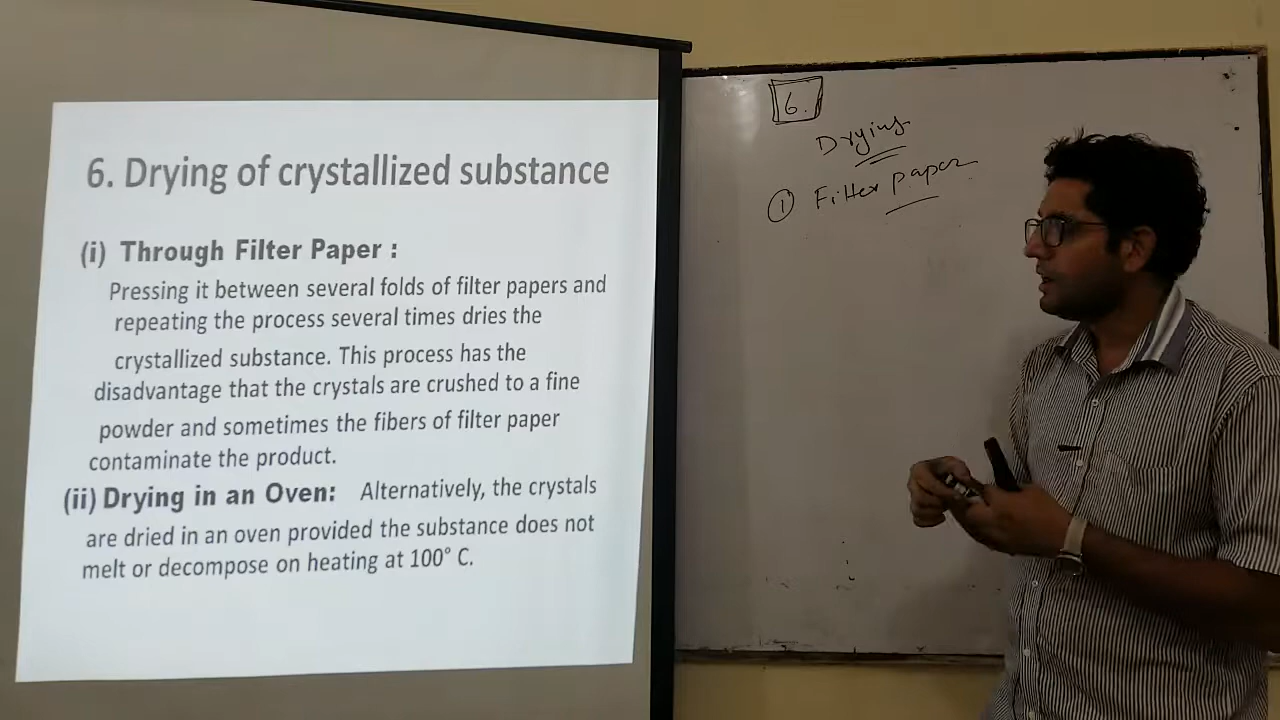 6. Drying of crystallized substance
(i) Through Filter Paper :
Pressing it between several folds of filter papers and
repeating the process several times dries the
crystallized substance. This process has the
disadvantage that the crystals are crushed to a fine
powder and sometimes the fibers of filter paper
contaminate the product.
(ii) Drying in an Oven: Alternatively, the crystals
are dried in an oven provided the substance does not
melt or decompose on heating at 100° C.
6.
Drying
① Filter paper